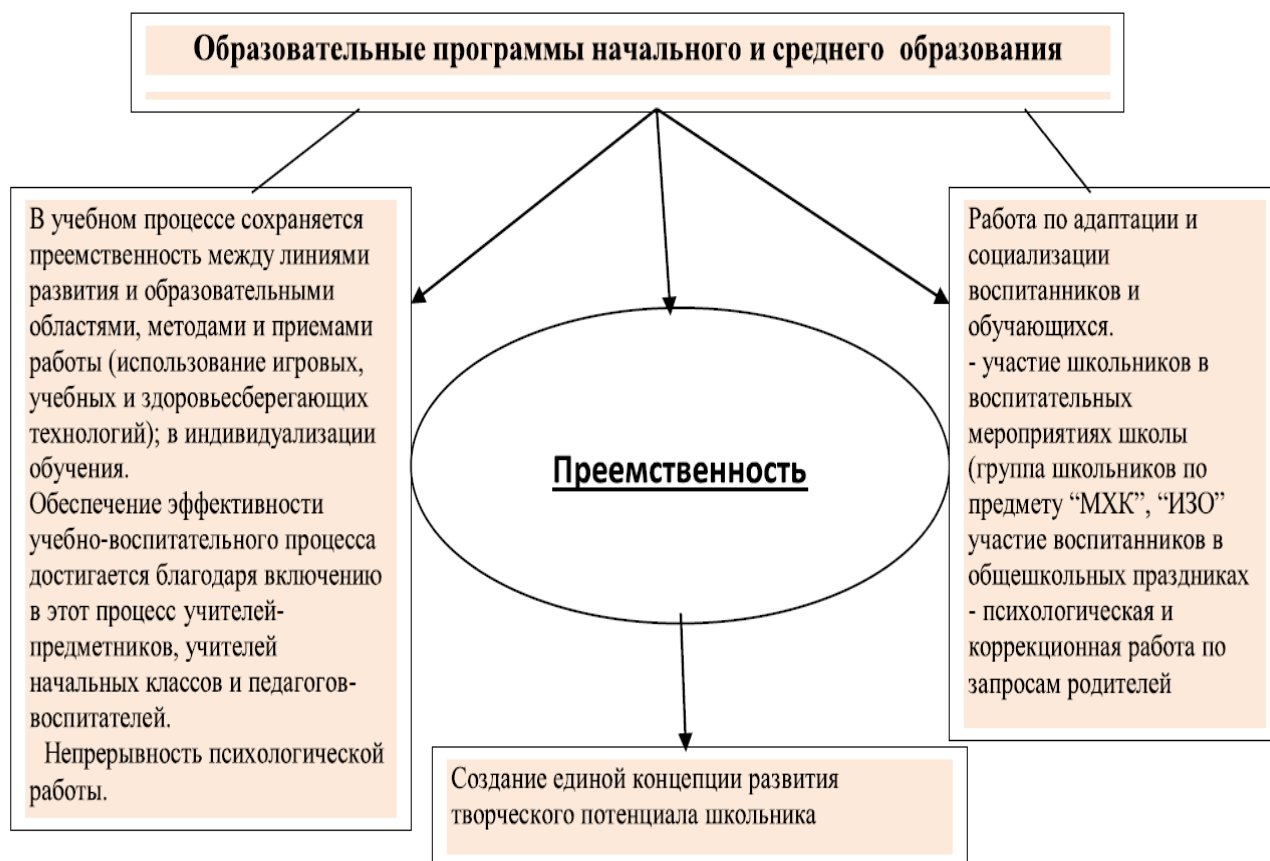 Образовательные программы начального и среднего образования
В учебном процессе сохраняется
преемственность между линиями
развития и образовательными
областями, методами и приемами
работы (использование игровых,
учебных и здоровьесберегающих
технологий); в индивидуализации
обучения.
Обеспечение эффективности
учебно-воспитательного процесса
достигается благодаря включению
в этот процесс учителей-
предметников, учителей
начальных классов и педагогов-
воспитателей.
Непрерывность психологической
работы.
Преемственность
Работа по адаптации и
социализации
воспитанников и
обучающихся.
- участие школьников в
воспитательных
мероприятиях школы
(группа школьников по
предмету “МХК”, “ИЗО”
участие воспитанников в
общешкольных праздниках
- психологическая и
коррекционная работа по
запросам родителей
Создание единой концепции развития
творческого потенциала школьника